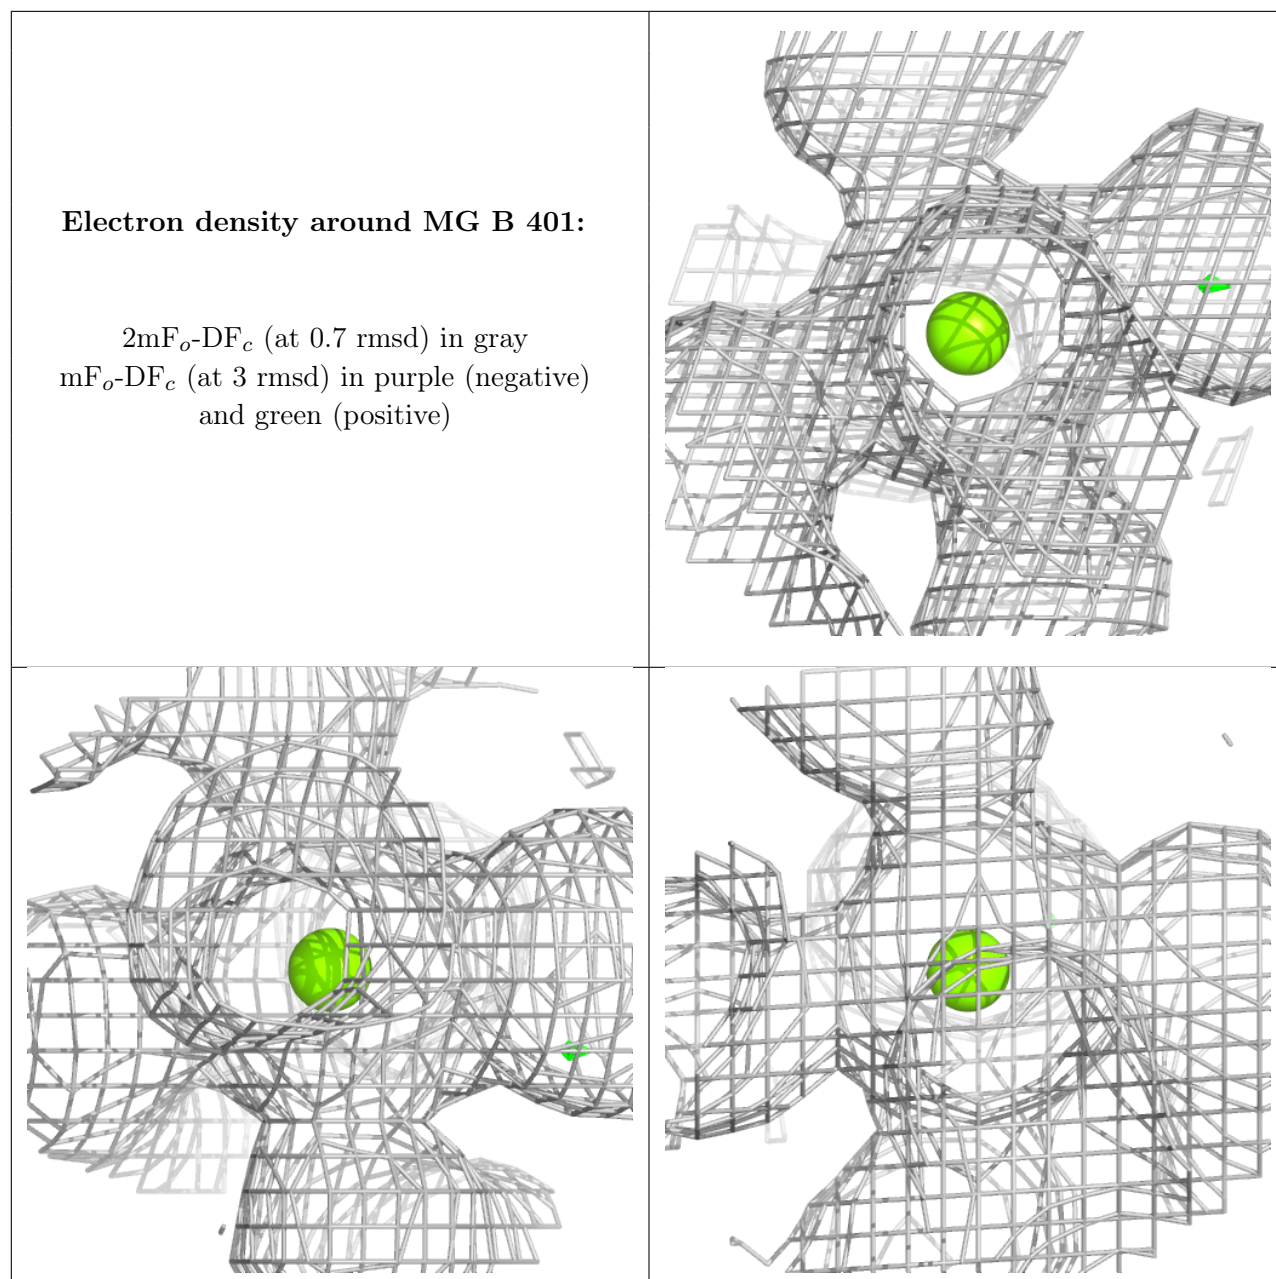 Electron density around MG B 401:
2mFo-DFc (at 0.7 rmsd) in gray
mFo-DFc (at 3 rmsd) in purple (negative)
and green (positive)